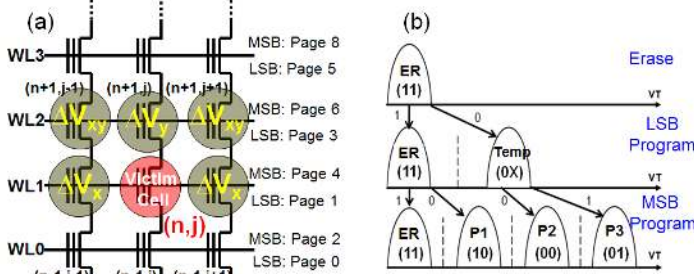 (a)
WL3
MSB: Page 8
LSB: Page 5
(n+1,j-1)
(n+1,j)
(n+1,j+1)
WL2
ΔVxy
ΔVy
ΔVxy
MSB: Page 6
LSB: Page 3
WL1
ΔVx
Victim
Cell
ΔVx
MSB: Page 4
LSB: Page 1
(n,j)
WL0
MSB: Page 2
LSB: Page 0
(b)
ER
(11)
Erase
VT
1
0
LSB
Program
ER
(11)
Temp
(0X)
VT
1
0
0
1
MSB
Program
ER
(11)
P1
(10)
P2
(00)
P3
(01)
VT